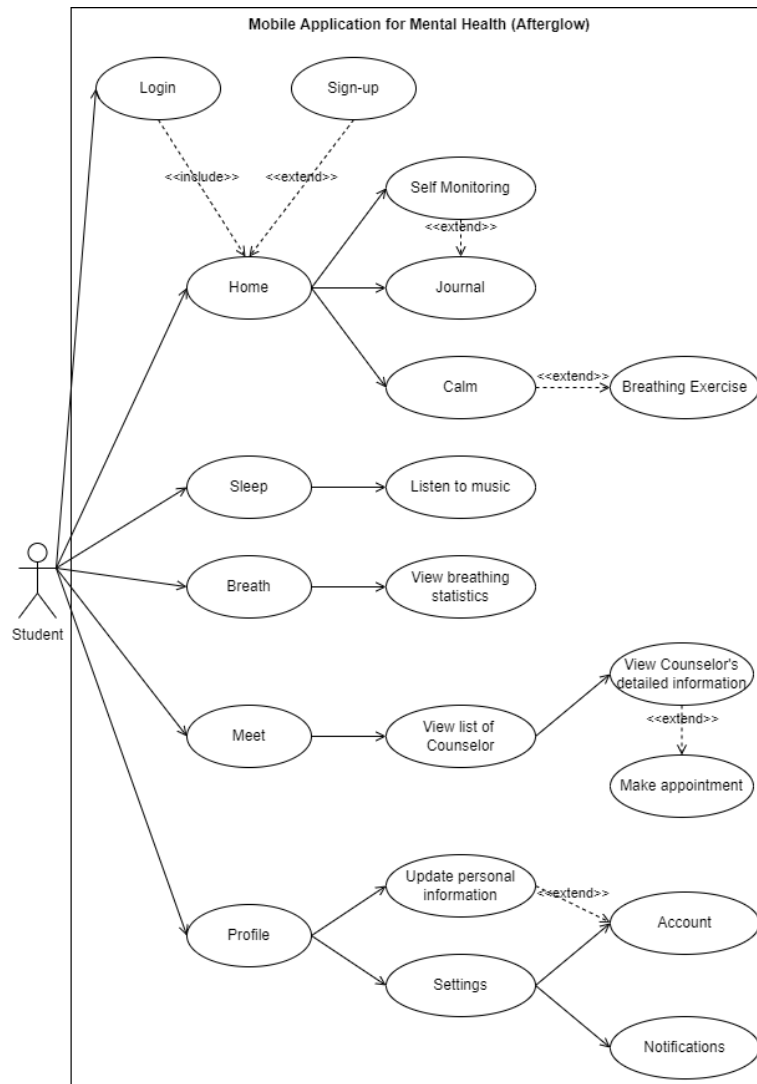 Mobile Application for Mental Health (Afterglow)
Login
Sign-up
<<include>>
<<extend>>
Self Monitoring
<<extend>>
Home
Journal
Calm
<<extend>>
Breathing Exercise
Sleep
Listen to music
Student
Breath
View breathing
statistics
Meet
View list of
Counselor
View Counselor's
detailed information
<<extend>>
Make appointment
Profile
Update personal
information
<<extend>>
Account
Settings
Notifications